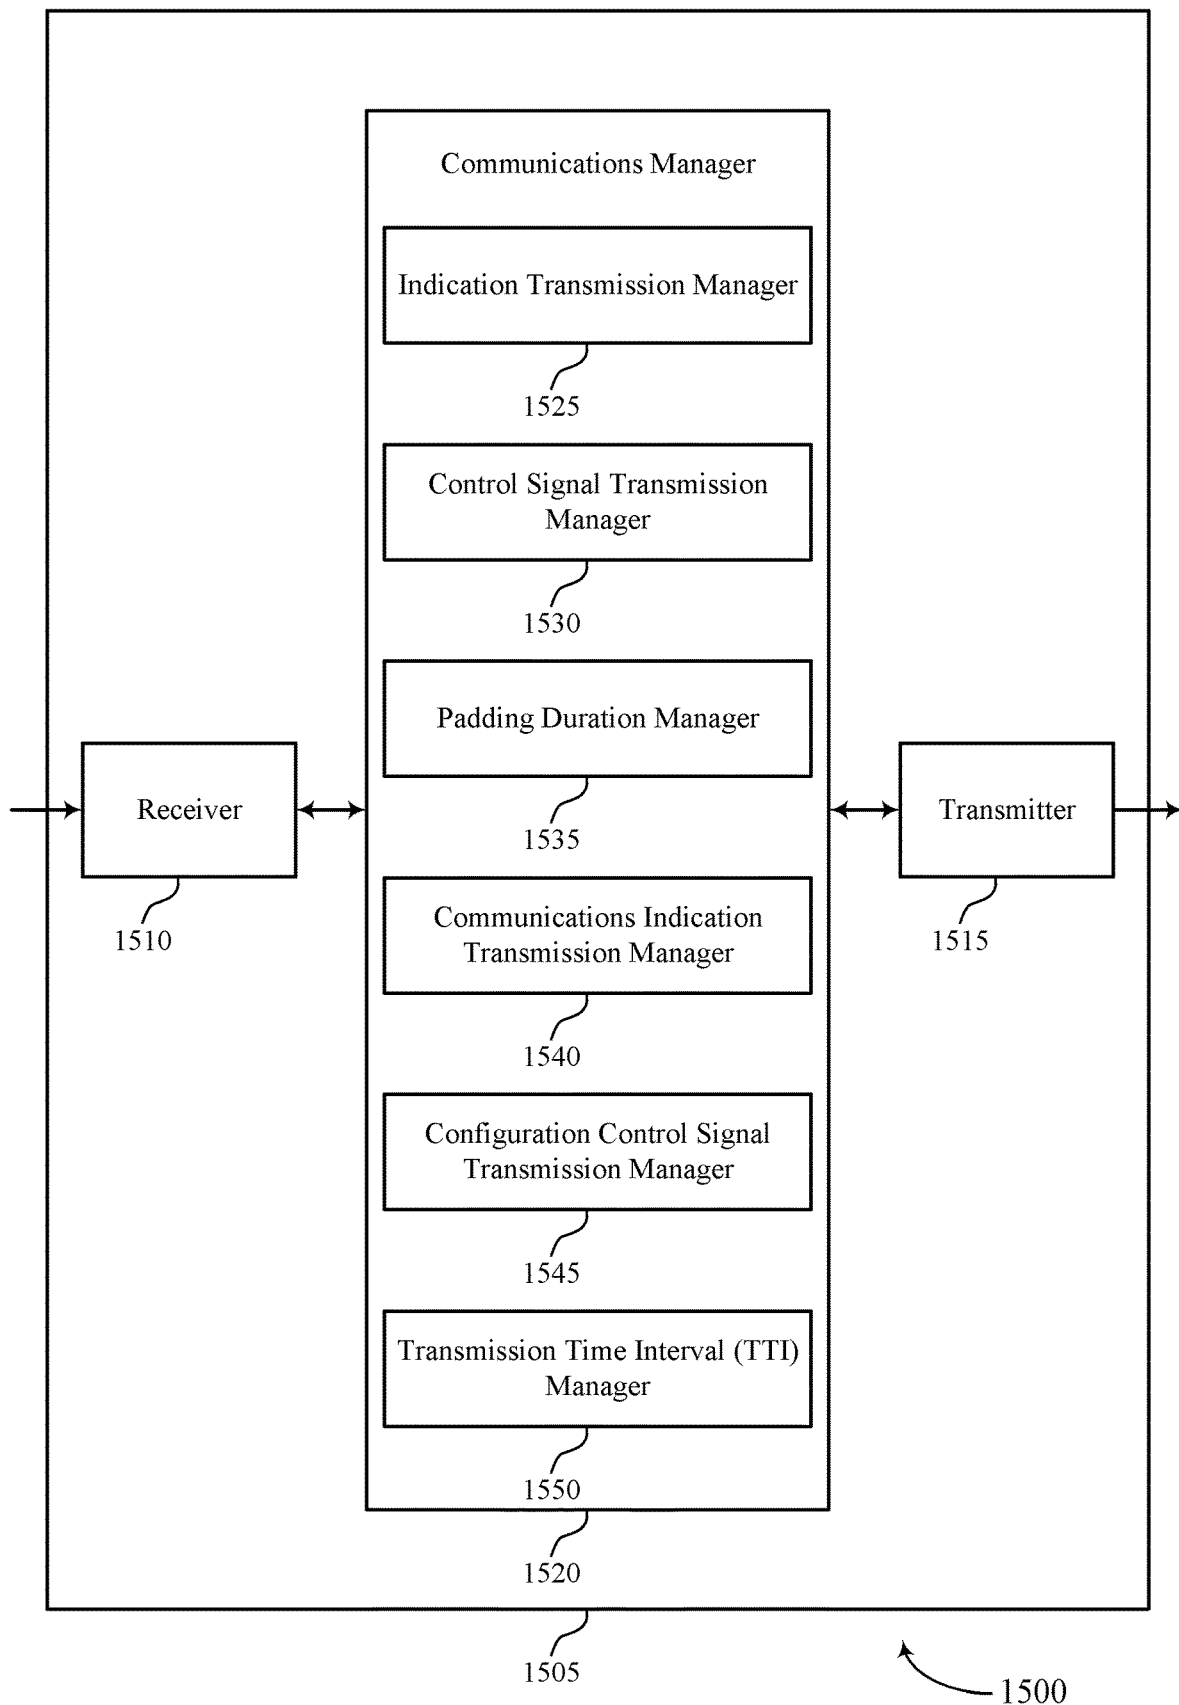 Communications Manager
Indication Transmission Manager
1525
Control Signal Transmission
Manager
1530
Padding Duration Manager
1535
Receiver
1510
Transmitter
1515
Communications Indication
Transmission Manager
1540
Configuration Control Signal
Transmission Manager
1545
Transmission Time Interval (TTI)
Manager
1550
1520
1505
1500